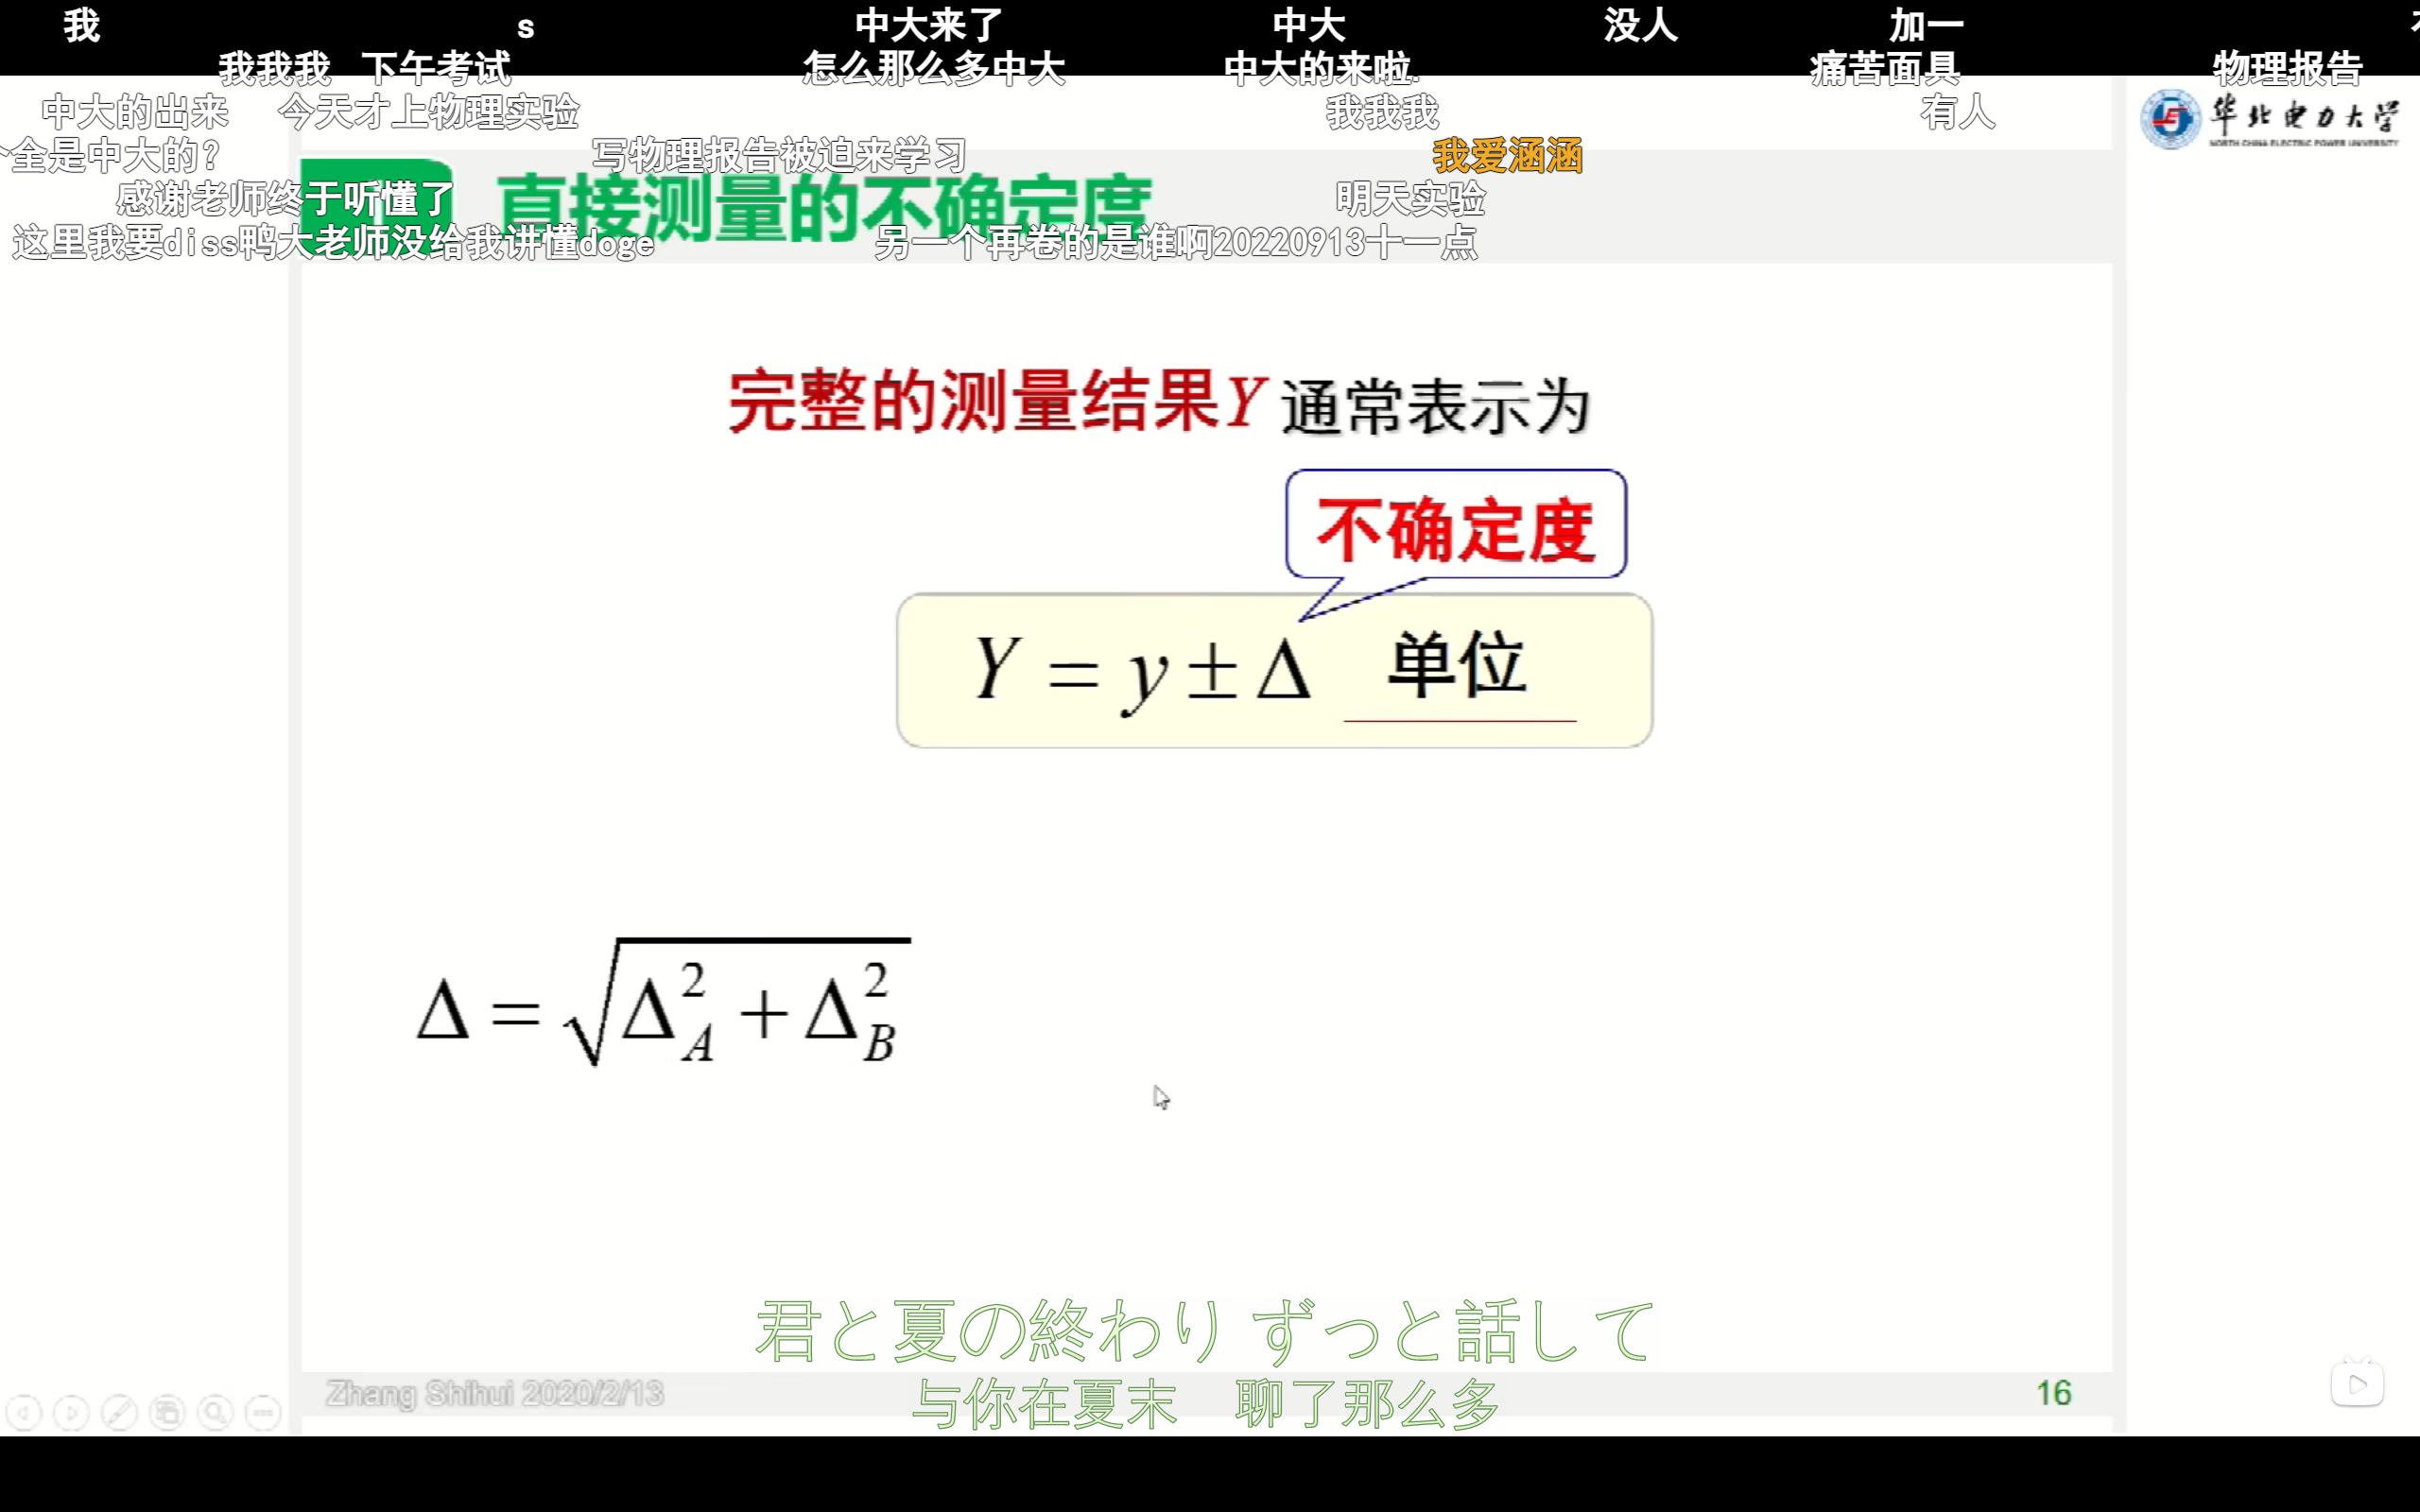 我 s 中大来了 中大 没人 加一
我我我 下午考试 怎么那么多中大 中大的来啦. 痛苦面具 物理报告
中大的出来 今天才上物理实验 我我我 有人
华北电力大学
NORTH CHINA ELECTRIC POWER UNIVERSITY
全是中大的? 写物理报告被迫来学习 我爱涵涵
感谢老师终于听懂了 明天实验
直接测量的不确定度
这里我要diss鸭大老师没给我讲懂doge 另一个再卷的是谁啊20220913十一点
完整的测量结果Y 通常表示为
不确定度
Y = y ± Δ 单位
Δ = √Δ_A^2 + Δ_B^2
君と夏の終わり ずっと話して
与你在夏末 聊了那么多
Zhang Shihui 2020/2/13
16